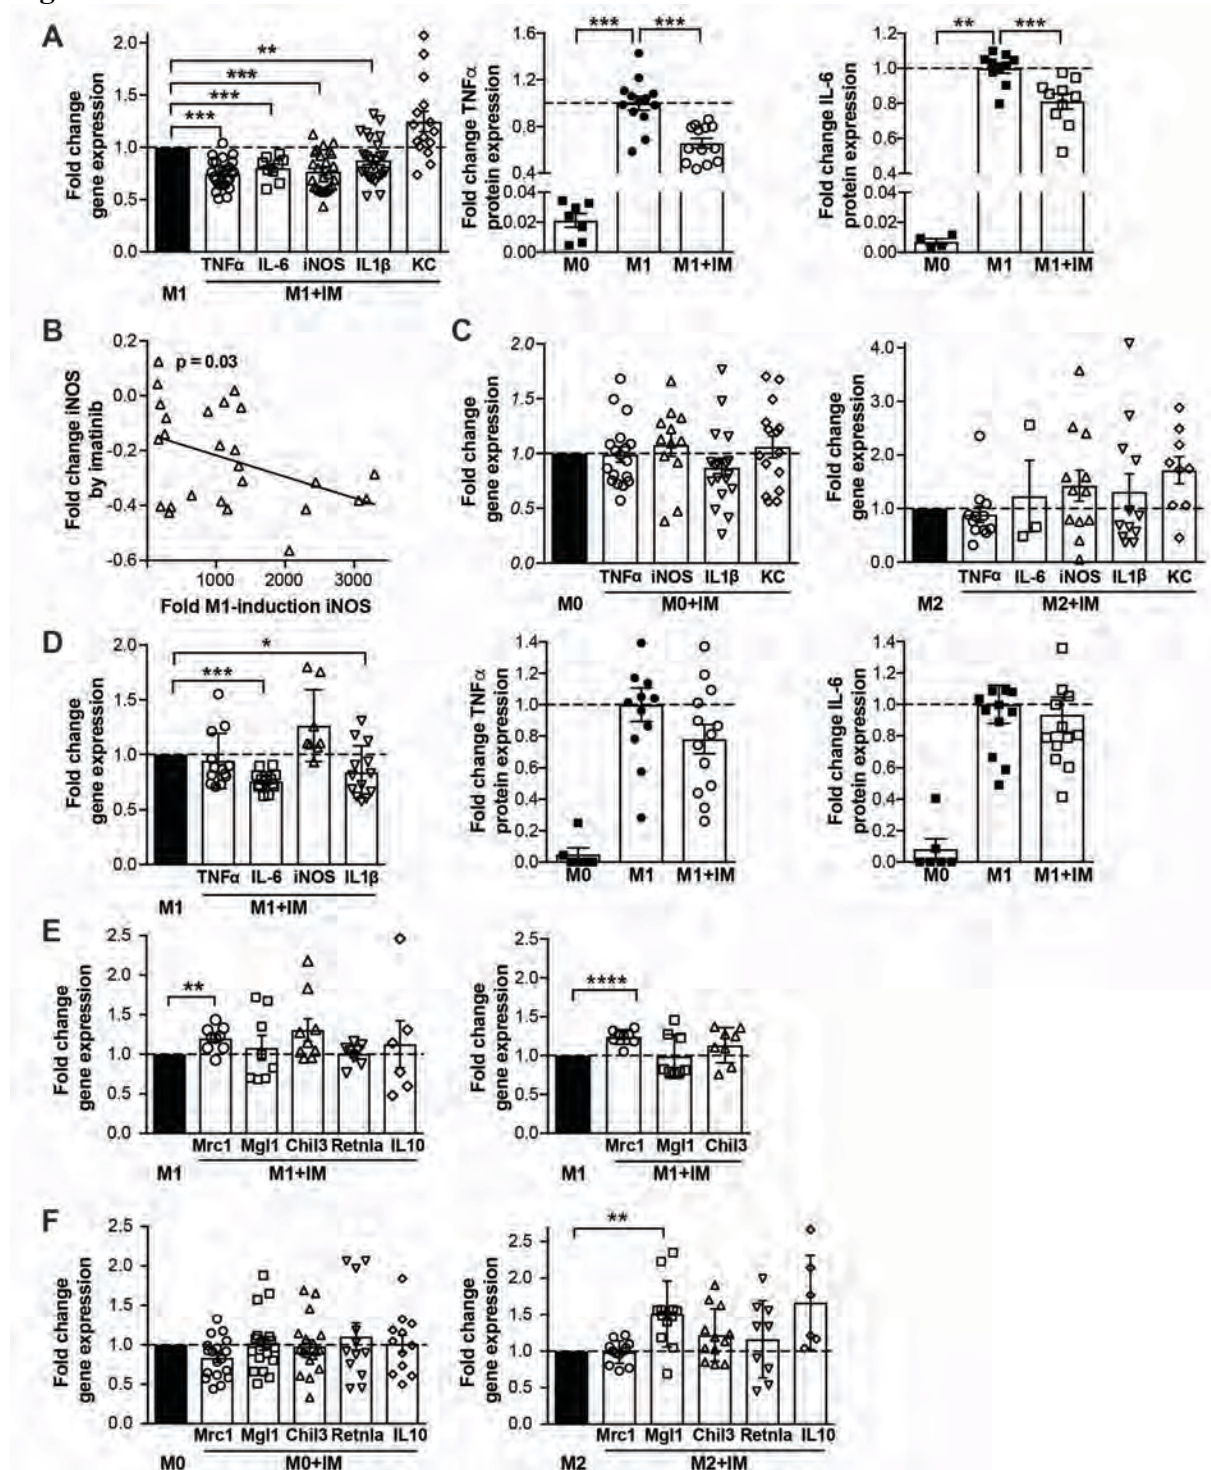 A
Fold change
gene expression
2.0
1.5
1.0
0.5
0.0
**
***
***
***
TNFα IL-6 iNOS IL1β KC
M1
M1+IM
Fold change TNFα
protein expression
1.6
1.2
0.8
0.4
0.04
0.02
0.00
*** ***
M0 M1 M1+IM
Fold change IL-6
protein expression
1.2
1.0
0.8
0.6
0.4
0.04
0.02
0.00
** ***
M0 M1 M1+IM
B
Fold change iNOS
by imatinib
0.2
0.0
-0.2
-0.4
-0.6
p = 0.03
1000 2000 3000
Fold M1-induction iNOS
C
Fold change
gene expression
2.0
1.5
1.0
0.5
0.0
TNFα iNOS IL1β KC
M0
M0+IM
Fold change
gene expression
4.0
3.0
2.0
1.0
0.0
TNFα IL-6 iNOS IL1β KC
M2
M2+IM
D
Fold change
gene expression
2.0
1.5
1.0
0.5
0.0
*
***
TNFα IL-6 iNOS IL1β
M1
M1+IM
Fold change TNFα
protein expression
1.4
1.2
1.0
0.8
0.6
0.4
0.2
0.0
M0 M1 M1+IM
Fold change IL-6
protein expression
1.4
1.2
1.0
0.8
0.6
0.4
0.2
0.0
M0 M1 M1+IM
E
Fold change
gene expression
2.5
2.0
1.5
1.0
0.5
0.0
**
Mrc1 Mgl1 Chil3 Retnla IL10
M1
M1+IM
Fold change
gene expression
2.5
2.0
1.5
1.0
0.5
0.0
****
Mrc1 Mgl1 Chil3
M1
M1+IM
F
Fold change
gene expression
2.5
2.0
1.5
1.0
0.5
0.0
Mrc1 Mgl1 Chil3 Retnla IL10
M0
M0+IM
Fold change
gene expression
2.5
2.0
1.5
1.0
0.5
0.0
**
Mrc1 Mgl1 Chil3 Retnla IL10
M2
M2+IM